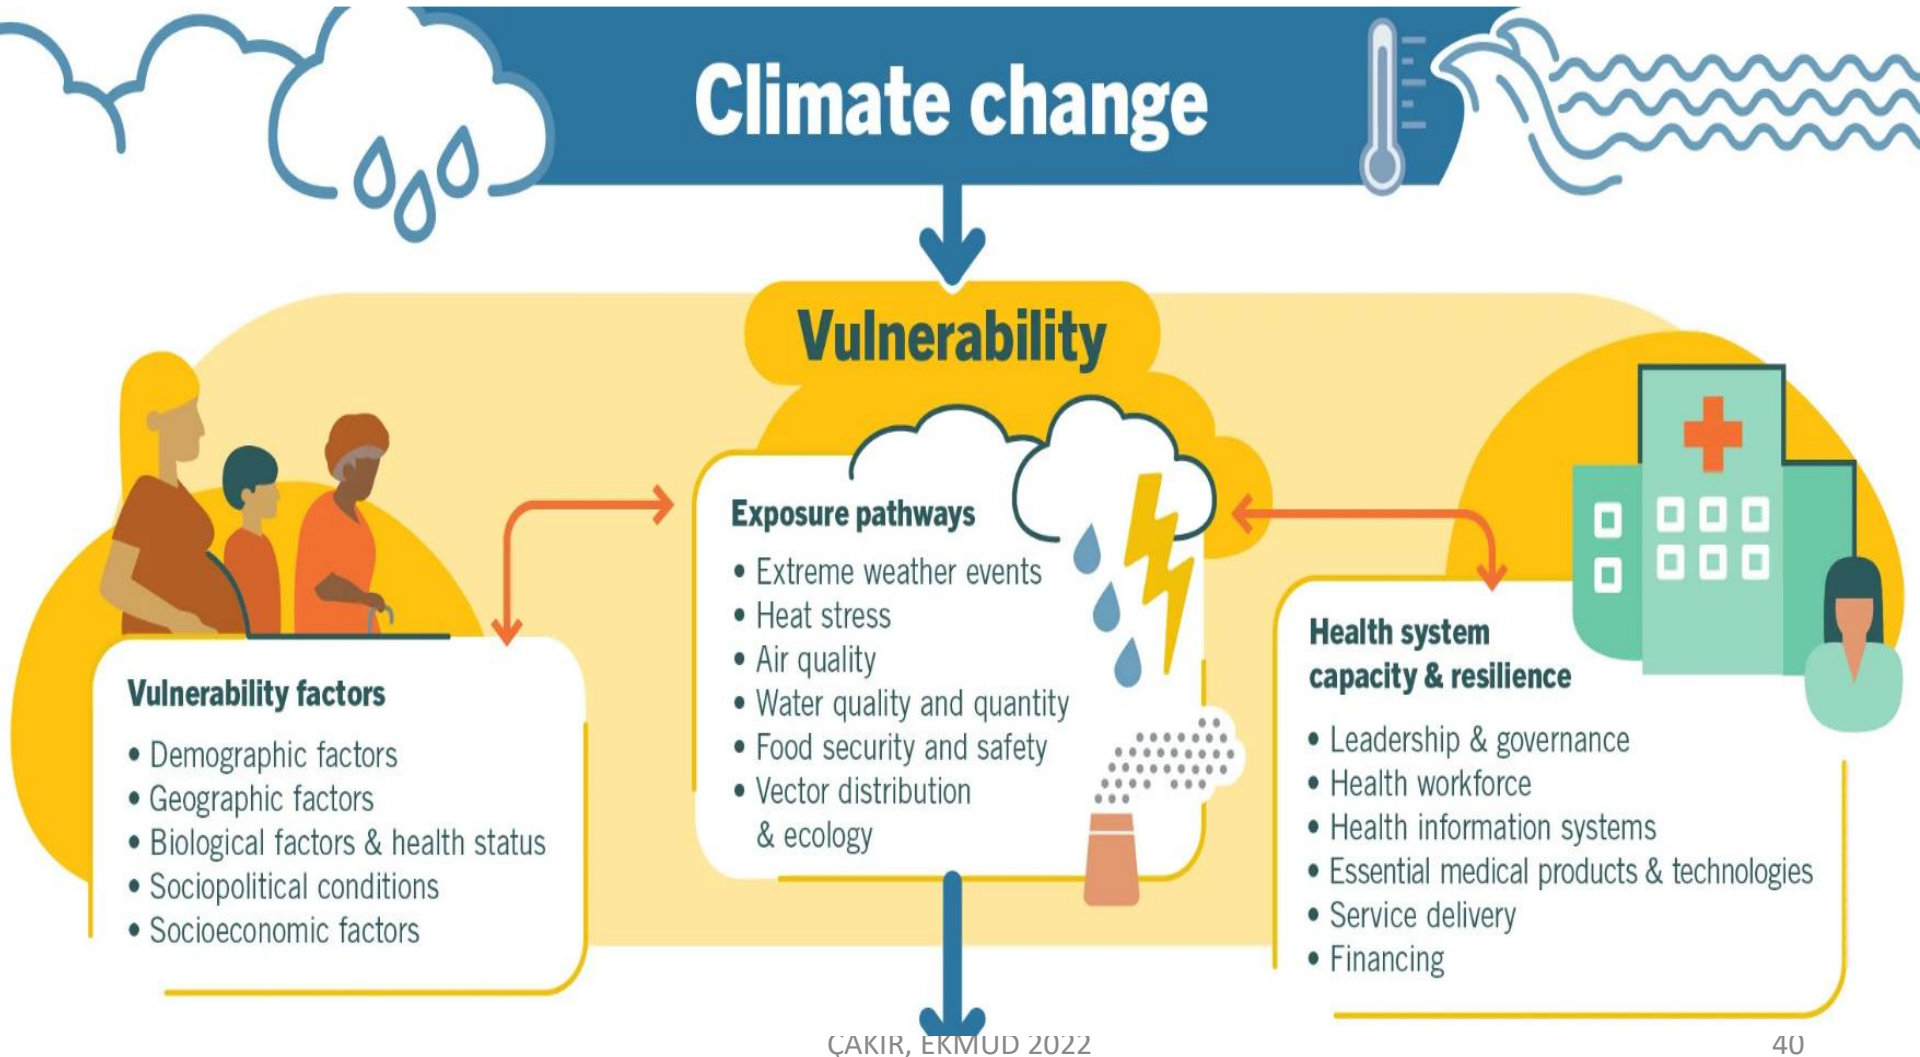 Climate change
Vulnerability
Vulnerability factors
• Demographic factors
• Geographic factors
• Biological factors & health status
• Sociopolitical conditions
• Socioeconomic factors
Exposure pathways
• Extreme weather events
• Heat stress
• Air quality
• Water quality and quantity
• Food security and safety
• Vector distribution
& ecology
Health system
capacity & resilience
• Leadership & governance
• Health workforce
• Health information systems
• Essential medical products & technologies
• Service delivery
• Financing
ÇAKIR, EKMUD 2022
40